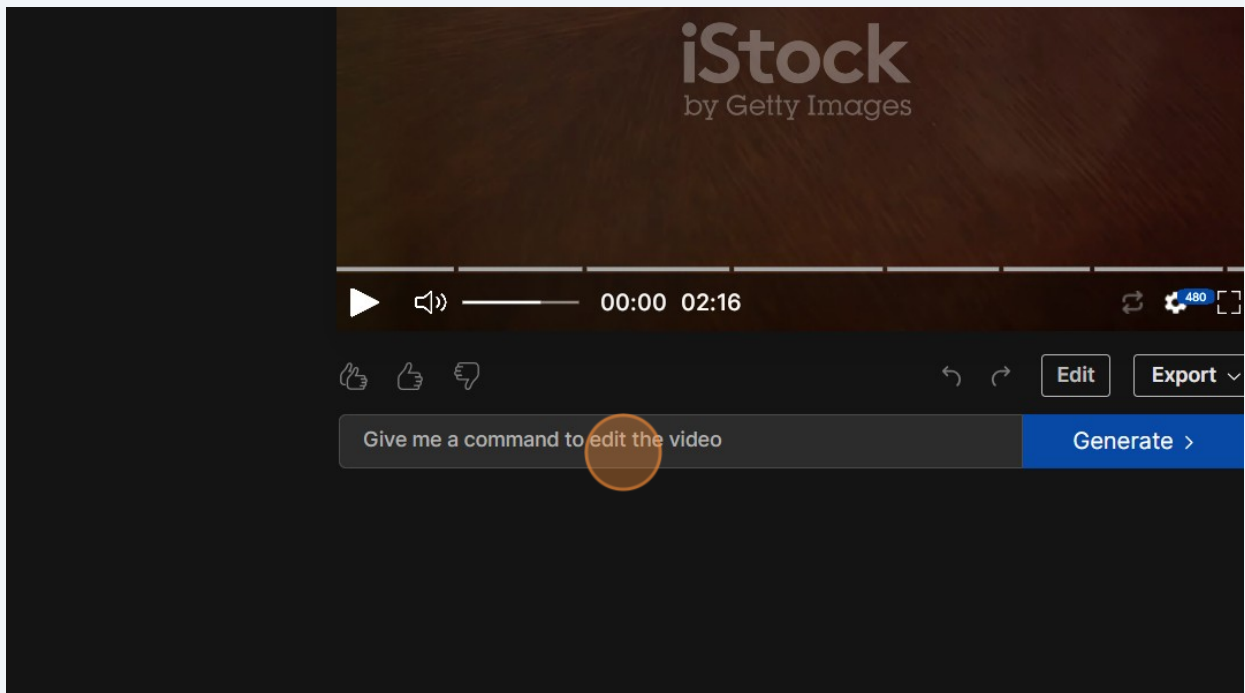 iStock
by Getty Images
00:00 02:16
480
Edit
Export
Give me a command to edit the video
Generate >